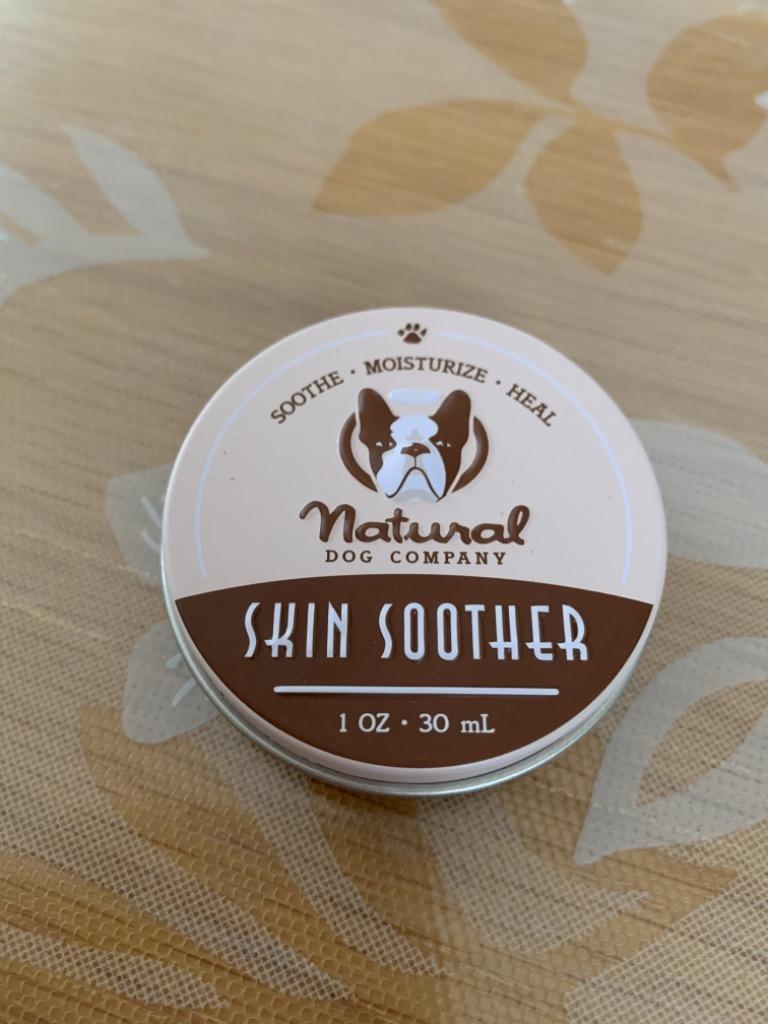 SOOTHE · MOISTURIZE · HEAL
Natural
DOG COMPANY
SKIN SOOTHER
1 OZ · 30 mL